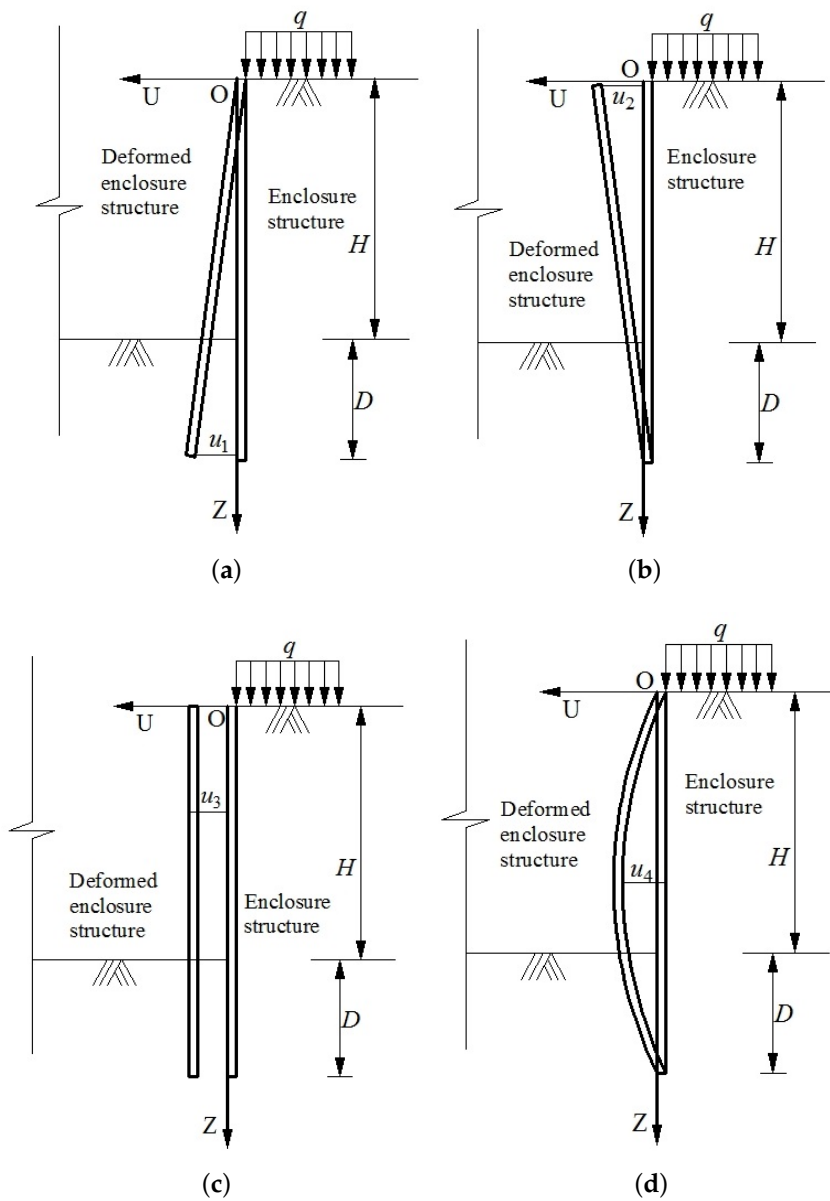 q
U
O
Deformed
enclosure
structure
Enclosure
structure
H
D
u1
Z
(a)
q
O
U
u2
Enclosure
structure
H
Deformed
enclosure
structure
D
Z
(b)
q
U
O
u3
H
Deformed
enclosure
structure
Enclosure
structure
D
Z
(c)
q
O
U
Enclosure
structure
Deformed
enclosure
structure
H
u4
D
Z
(d)